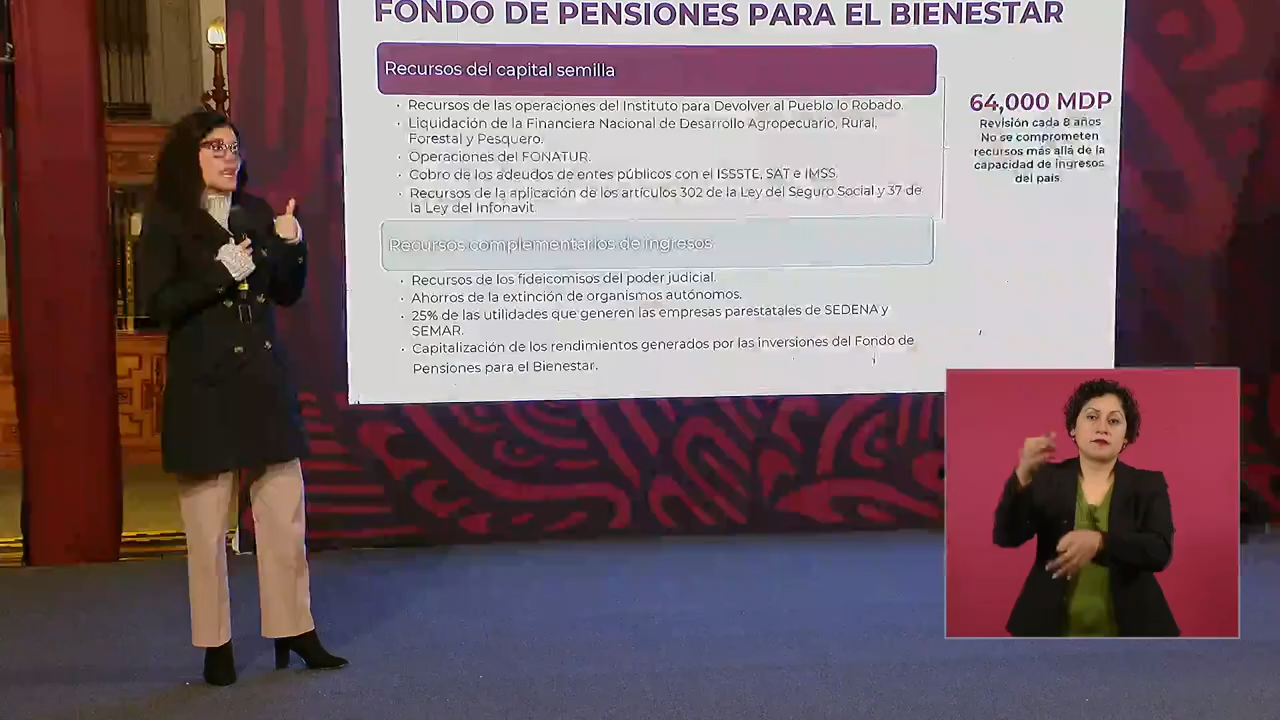 FONDO DE PENSIONES PARA EL BIENESTAR
Recursos del capital semilla
· Recursos de las operaciones del Instituto para Devolver al Pueblo lo Robado.
· Liquidación de la Financiera Nacional de Desarrollo Agropecuario, Rural,
Forestal y Pesquero.
· Operaciones del FONATUR.
· Cobro de los adeudos de entes públicos con el ISSSTE, SAT e IMSS.
· Recursos de la aplicación de los artículos 302 de la Ley del Seguro Social y 37 de
la Ley del Infonavit.
64,000 MDP
Revisión cada 8 años
No se comprometen
recursos más allá de la
capacidad de ingresos
del país.
Recursos complementarios de ingresos
· Recursos de los fideicomisos del poder judicial.
· Ahorros de la extinción de organismos autónomos.
· 25% de las utilidades que generen las empresas parestatales de SEDENA y
SEMAR.
· Capitalización de los rendimientos generados por las inversiones del Fondo de
Pensiones para el Bienestar.